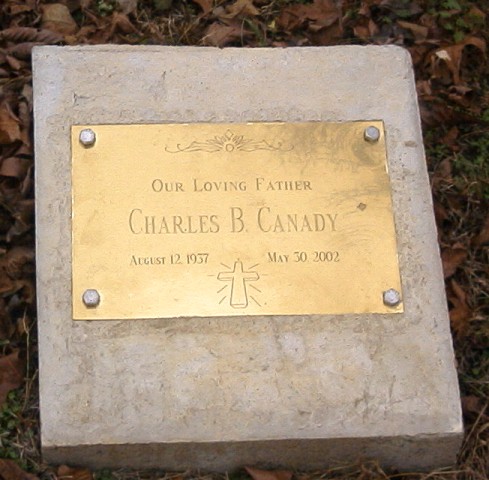 Our Loving Father
Charles B. Canady
August 12, 1937 May 30, 2002